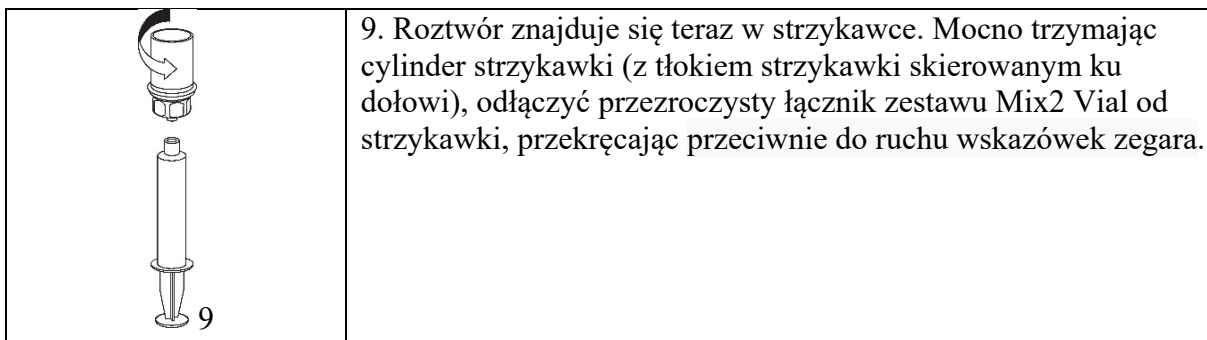 9. Roztwór znajduje się teraz w strzykawce. Mocno trzymając
cylinder strzykawki (z tłokiem strzykawki skierowanym ku
dołowi), odłączyć przezroczysty łącznik zestawu Mix2 Vial od
strzykawki, przekręcając przeciwnie do ruchu wskazówek zegara.
9